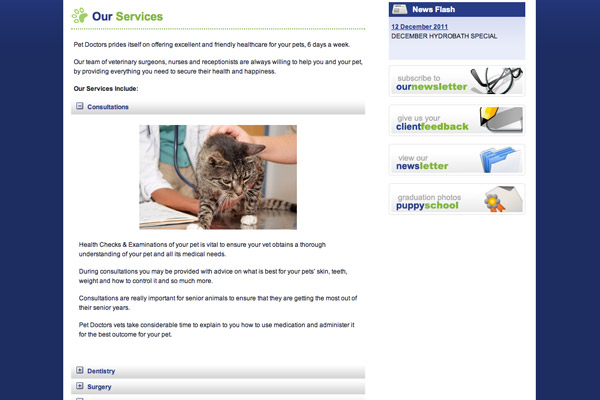 Our Services
Pet Doctors prides itself on offering excellent and friendly healthcare for your pets, 6 days a week.
Our team of veterinary surgeons, nurses and receptionists are always willing to help you and your pet,
by providing everything you need to secure their health and happiness.
Our Services Include:
Consultations
Health Checks & Examinations of your pet is vital to ensure your vet obtains a thorough
understanding of your pet and all its medical needs.
During consultations you may be provided with advice on what is best for your pets' skin, teeth,
weight and how to control it and so much more.
Consultations are really important for senior animals to ensure that they are getting the most out of
their senior years.
Pet Doctors vets take considerable time to explain to you how to use medication and administer it
for the best outcome for your pet.
Dentistry
Surgery
News Flash
12 December 2011
DECEMBER HYDROBATH SPECIAL
subscribe to
ournewsletter
give us your
clientfeedback
view our
newsletter
graduation photos
puppyschool